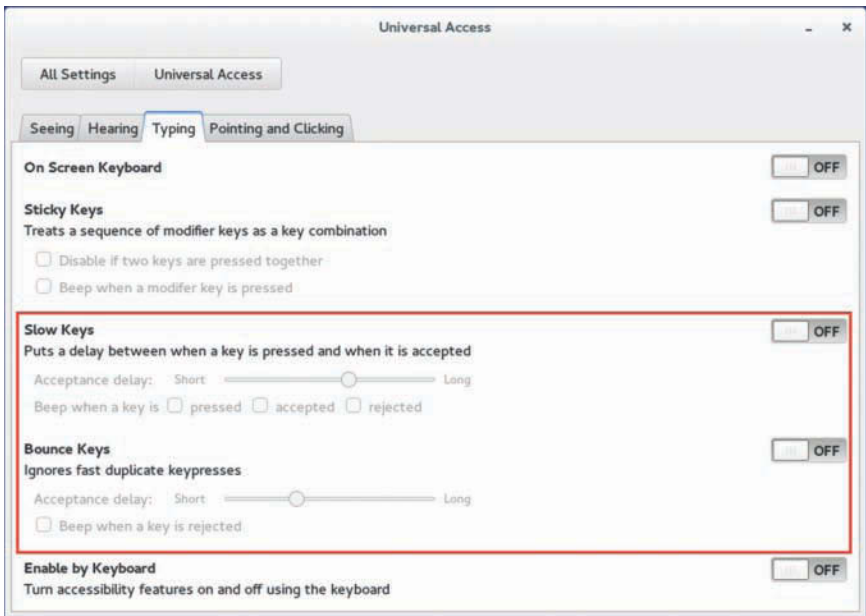 Universal Access
All Settings Universal Access
Seeing Hearing Typing Pointing and Clicking
On Screen Keyboard OFF
Sticky Keys OFF
Treats a sequence of modifier keys as a key combination
Disable if two keys are pressed together
Beep when a modifer key is pressed
Slow Keys OFF
Puts a delay between when a key is pressed and when it is accepted
Acceptance delay: Short Long
Beep when a key is pressed accepted rejected
Bounce Keys OFF
Ignores fast duplicate keypresses
Acceptance delay: Short Long
Beep when a key is rejected
Enable by Keyboard OFF
Turn accessibility features on and off using the keyboard